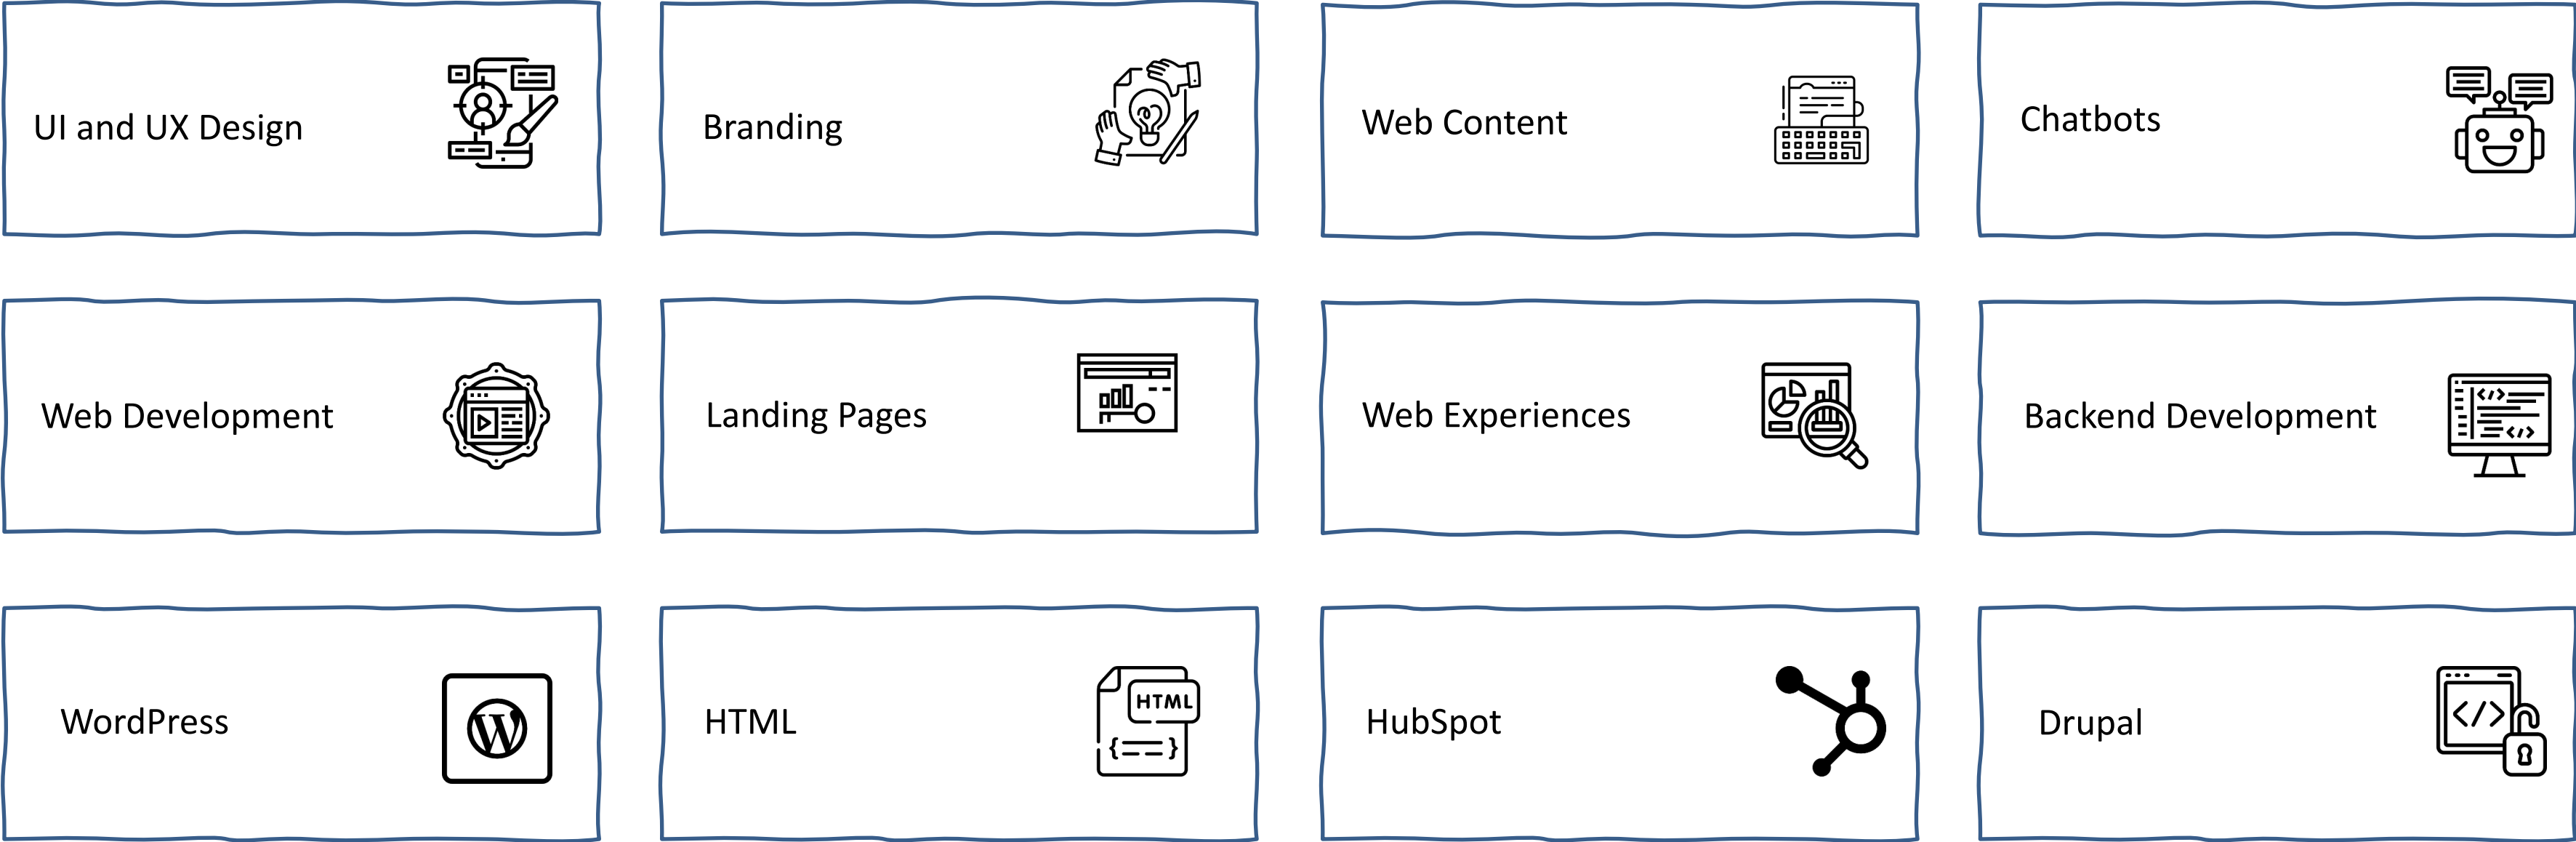 UI and UX Design
Branding
Web Content
Chatbots
Web Development
Landing Pages
Web Experiences
Backend Development
WordPress
W
HTML
HTML
HubSpot
Drupal